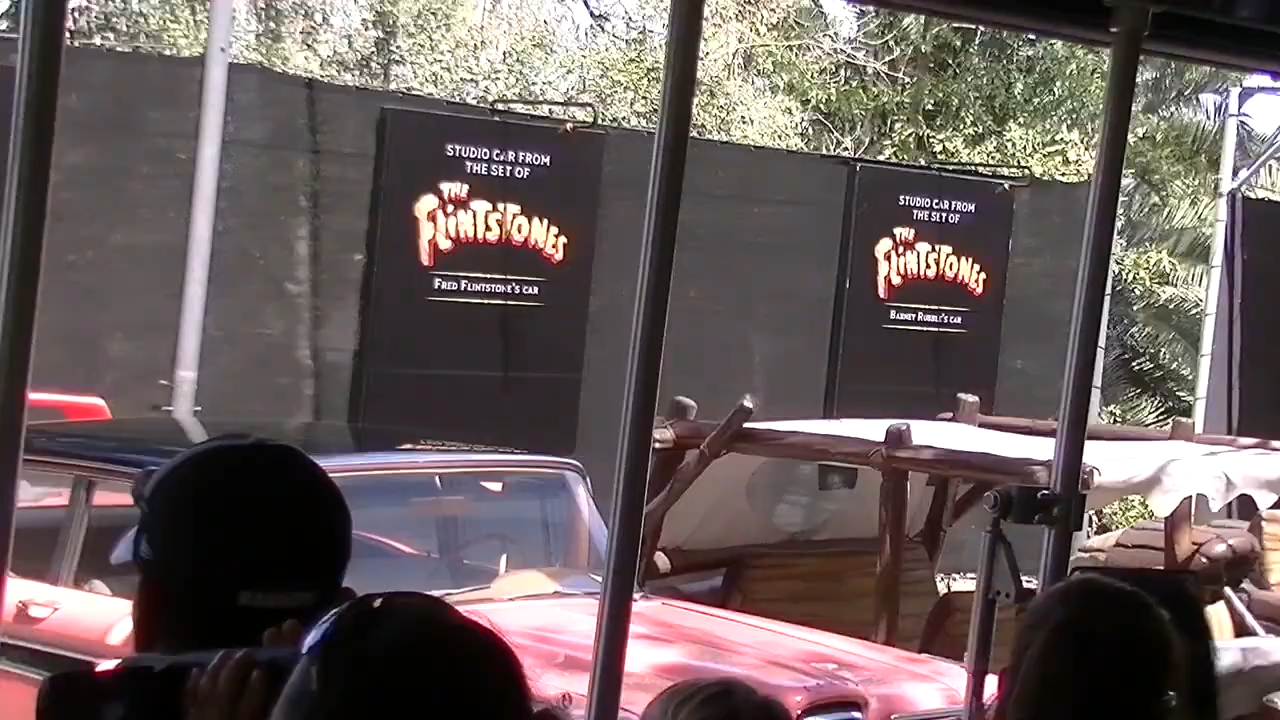 STUDIO CAR FROM
THE SET OF
THE
FLINTSTONES
FRED FLINTSTONE'S CAR
STUDIO CAR FROM
THE SET OF
THE
FLINTSTONES
BARNEY RUBBLE'S CAR